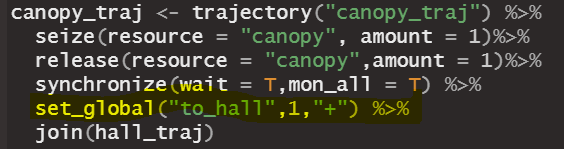 canopy_traj <- trajectory("canopy_traj") %>%
seize(resource = "canopy", amount = 1)%>%
release(resource = "canopy",amount = 1)%>%
synchronize(wait = T,mon_all = T) %>%
set_global("to_hall",1,"+") %>%
join(hall_traj)